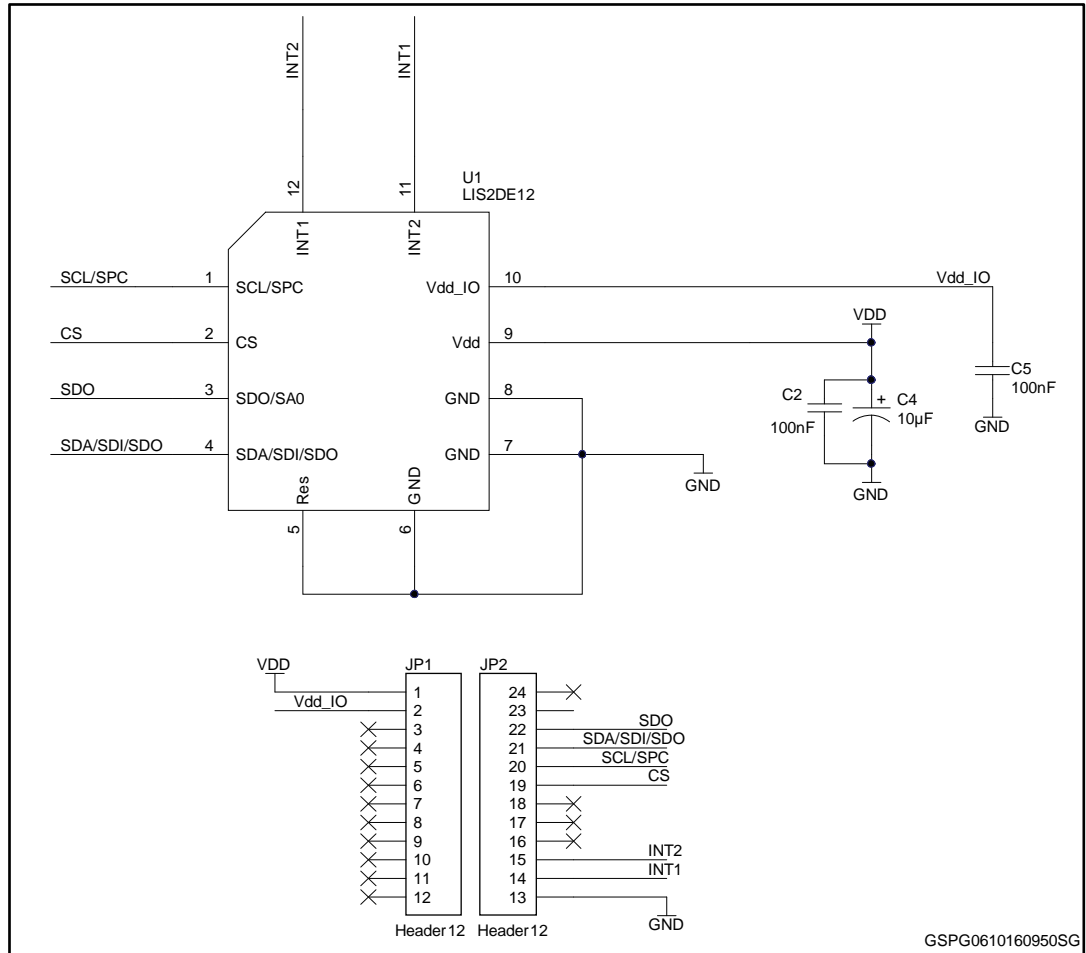 INT2
INT1
12
11
U1
LIS2DE12
INT1
INT2
SCL/SPC
1
SCL/SPC
Vdd_IO
10
Vdd_IO
CS
2
CS
Vdd
9
VDD
SDO
3
SDO/SA0
GND
8
C2
100nF
+
C4
10µF
C5
100nF
GND
SDA/SDI/SDO
4
SDA/SDI/SDO
GND
7
GND
GND
Res
GND
5
6
VDD
Vdd_IO
JP1
1
2
3
4
5
6
7
8
9
10
11
12
Header 12
JP2
24
23
22
21
20
19
18
17
16
15
14
13
Header 12
SDO
SDA/SDI/SDO
SCL/SPC
CS
INT2
INT1
GND
GSPG0610160950SG